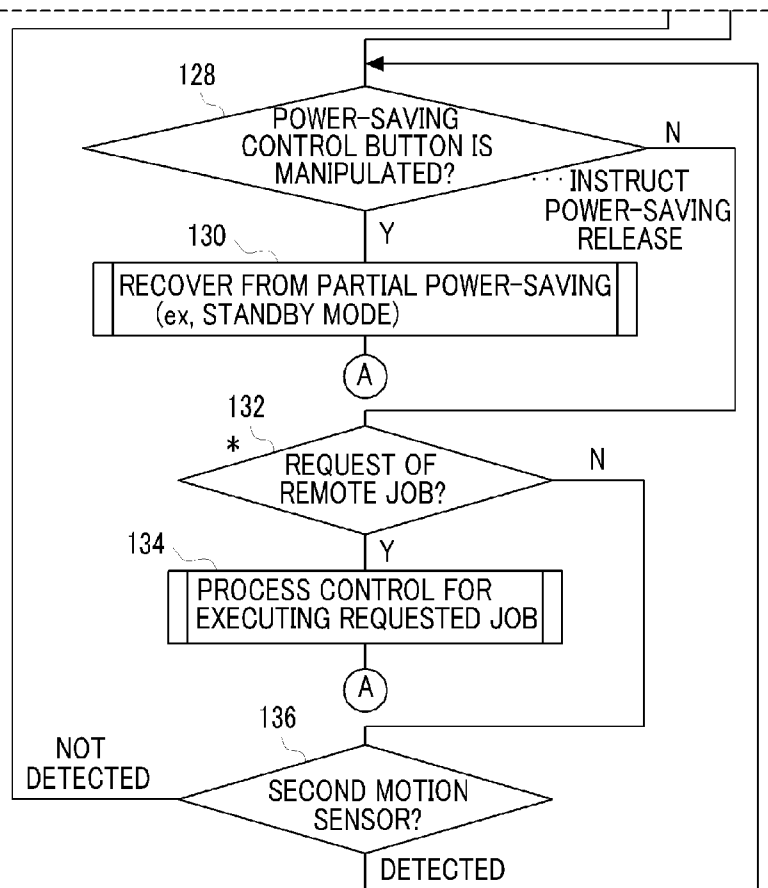 128
POWER-SAVING
CONTROL BUTTON IS
MANIPULATED?
N
··· INSTRUCT
POWER-SAVING
RELEASE
Y
130
RECOVER FROM PARTIAL POWER-SAVING
(ex, STANDBY MODE)
A
132
*
REQUEST OF
REMOTE JOB?
N
Y
134
PROCESS CONTROL FOR
EXECUTING REQUESTED JOB
A
136
NOT
DETECTED
SECOND MOTION
SENSOR?
DETECTED